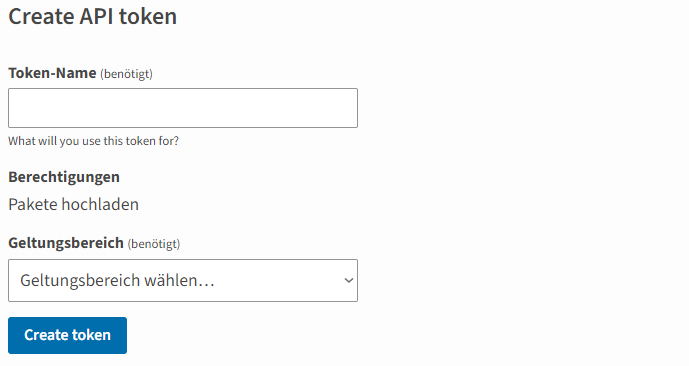 Create API token
Token-Name (benötigt)
What will you use this token for?
Berechtigungen
Pakete hochladen
Geltungsbereich (benötigt)
Geltungsbereich wählen…
Create token